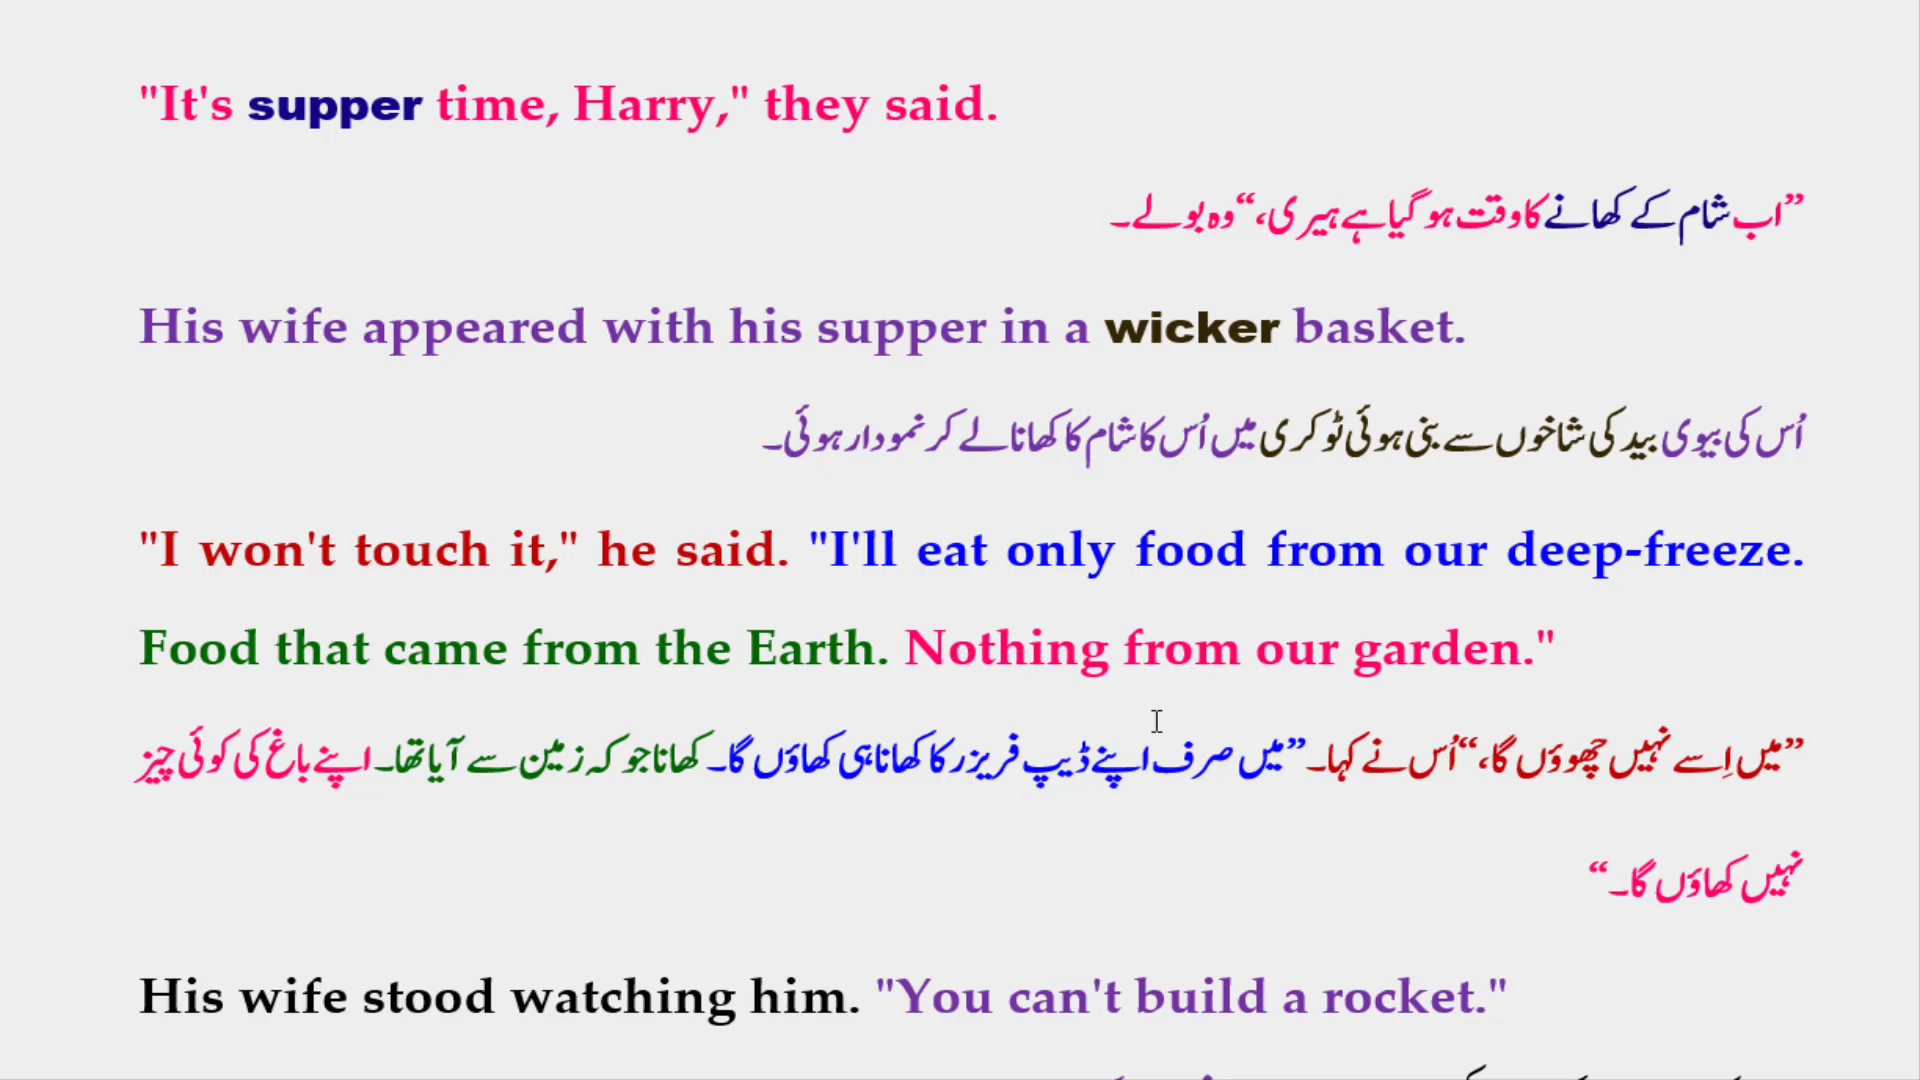 "It's supper time, Harry," they said.
”اب شام کے کھانے کا وقت ہو گیا ہے ہیری،“ وہ بولے۔
His wife appeared with his supper in a wicker basket.
اُس کی بیوی بید کی شاخوں سے بنی ہوئی ٹوکری میں اُس کا شام کا کھانا لے کر نمودار ہوئی۔
"I won't touch it," he said. "I'll eat only food from our deep-freeze.
Food that came from the Earth. Nothing from our garden."
”میں اِسے نہیں چھوؤں گا،“ اُس نے کہا۔ ”میں صرف اپنے ڈیپ فریزر کا کھانا ہی کھاؤں گا۔ کھانا جو کہ زمین سے آیا تھا۔ اپنے باغ کی کوئی چیز
نہیں کھاؤں گا۔“
His wife stood watching him. "You can't build a rocket."